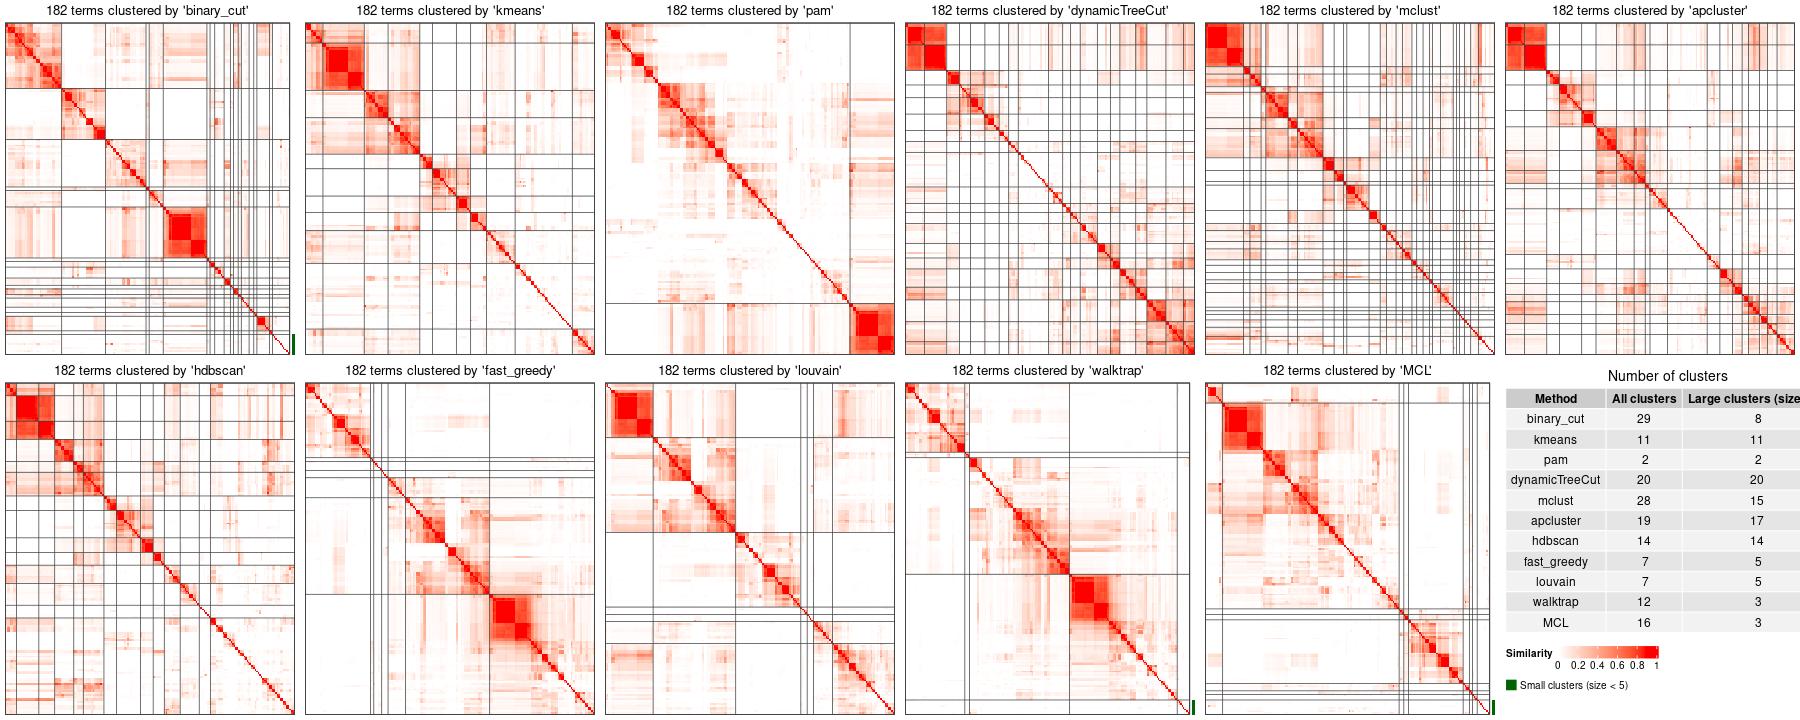 182 terms clustered by 'binary_cut'
182 terms clustered by 'kmeans'
182 terms clustered by 'pam'
182 terms clustered by 'dynamicTreeCut'
182 terms clustered by 'mclust'
182 terms clustered by 'apcluster'
182 terms clustered by 'hdbscan'
182 terms clustered by 'fast_greedy'
182 terms clustered by 'louvain'
182 terms clustered by 'walktrap'
182 terms clustered by 'MCL'
Number of clusters
Method All clusters Large clusters (size
binary_cut 29 8
kmeans 11 11
pam 2 2
dynamicTreeCut 20 20
mclust 28 15
apcluster 19 17
hdbscan 14 14
fast_greedy 7 5
louvain 7 5
walktrap 12 3
MCL 16 3
Similarity
0 0.2 0.4 0.6 0.8 1
Small clusters (size < 5)